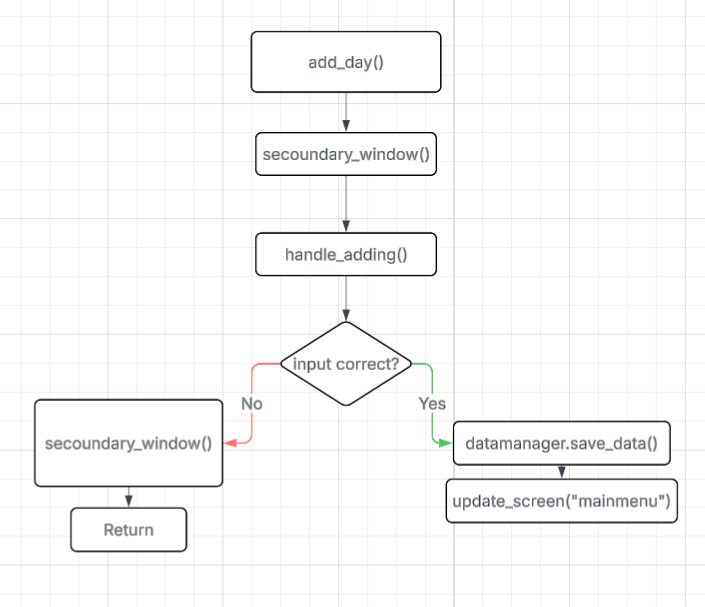 add_day()
secoundary_window()
handle_adding()
input correct?
No
Yes
secoundary_window()
datamanager.save_data()
update_screen("mainmenu")
Return